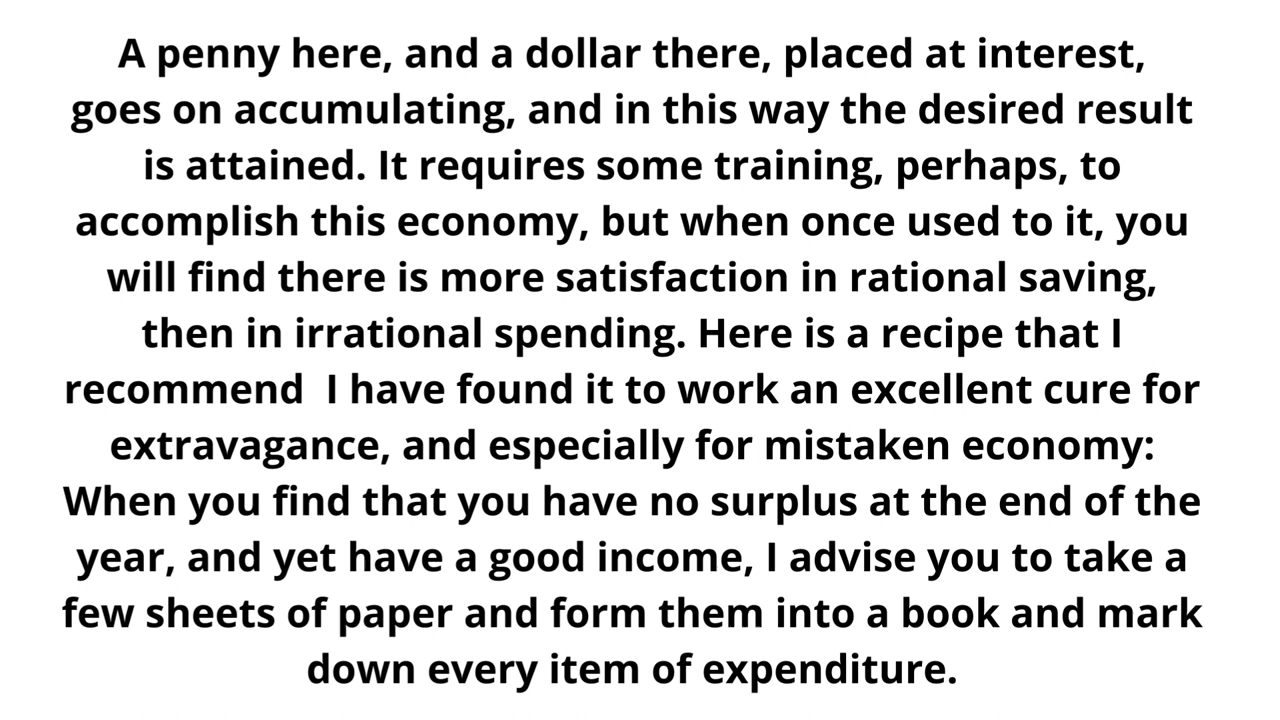 A penny here, and a dollar there, placed at interest,
goes on accumulating, and in this way the desired result
is attained. It requires some training, perhaps, to
accomplish this economy, but when once used to it, you
will find there is more satisfaction in rational saving,
then in irrational spending. Here is a recipe that I
recommend  I have found it to work an excellent cure for
extravagance, and especially for mistaken economy:
When you find that you have no surplus at the end of the
year, and yet have a good income, I advise you to take a
few sheets of paper and form them into a book and mark
down every item of expenditure.